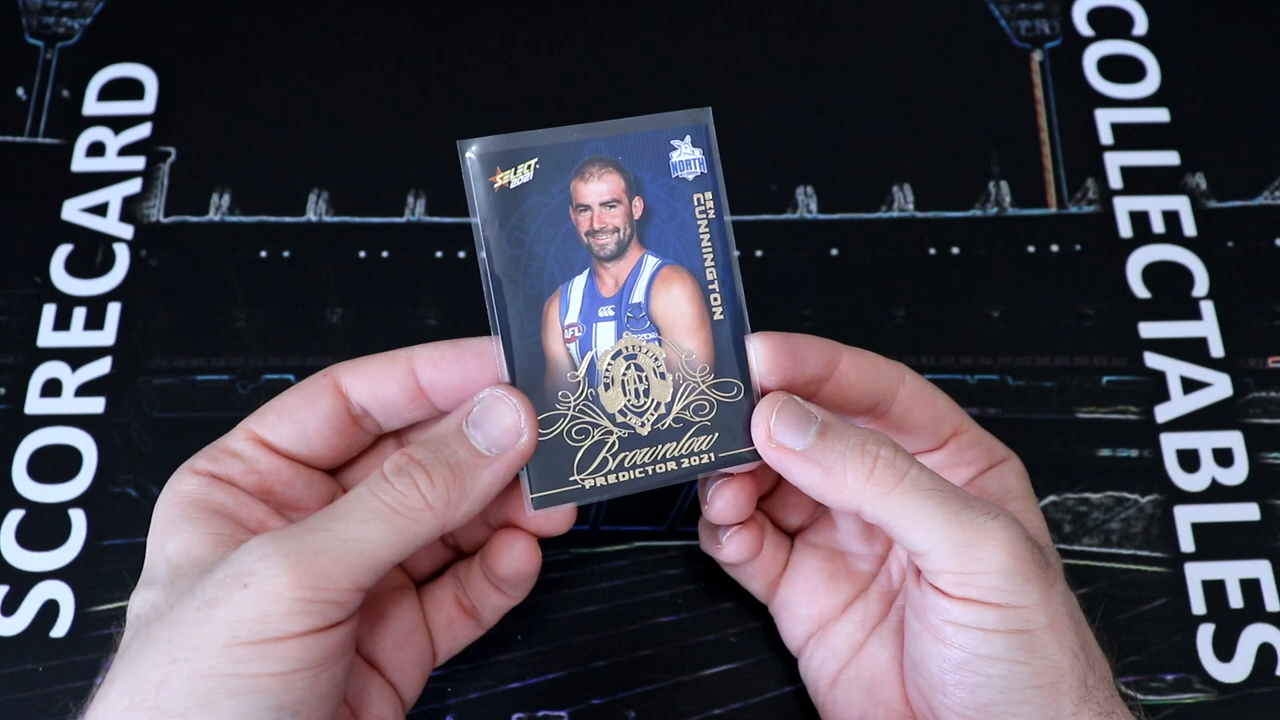 SCORECARD
COLLECTABLES
SELECT
2021
NORTH
BEN
CUNNINGTON
AFL
Brownlow
PREDICTOR 2021